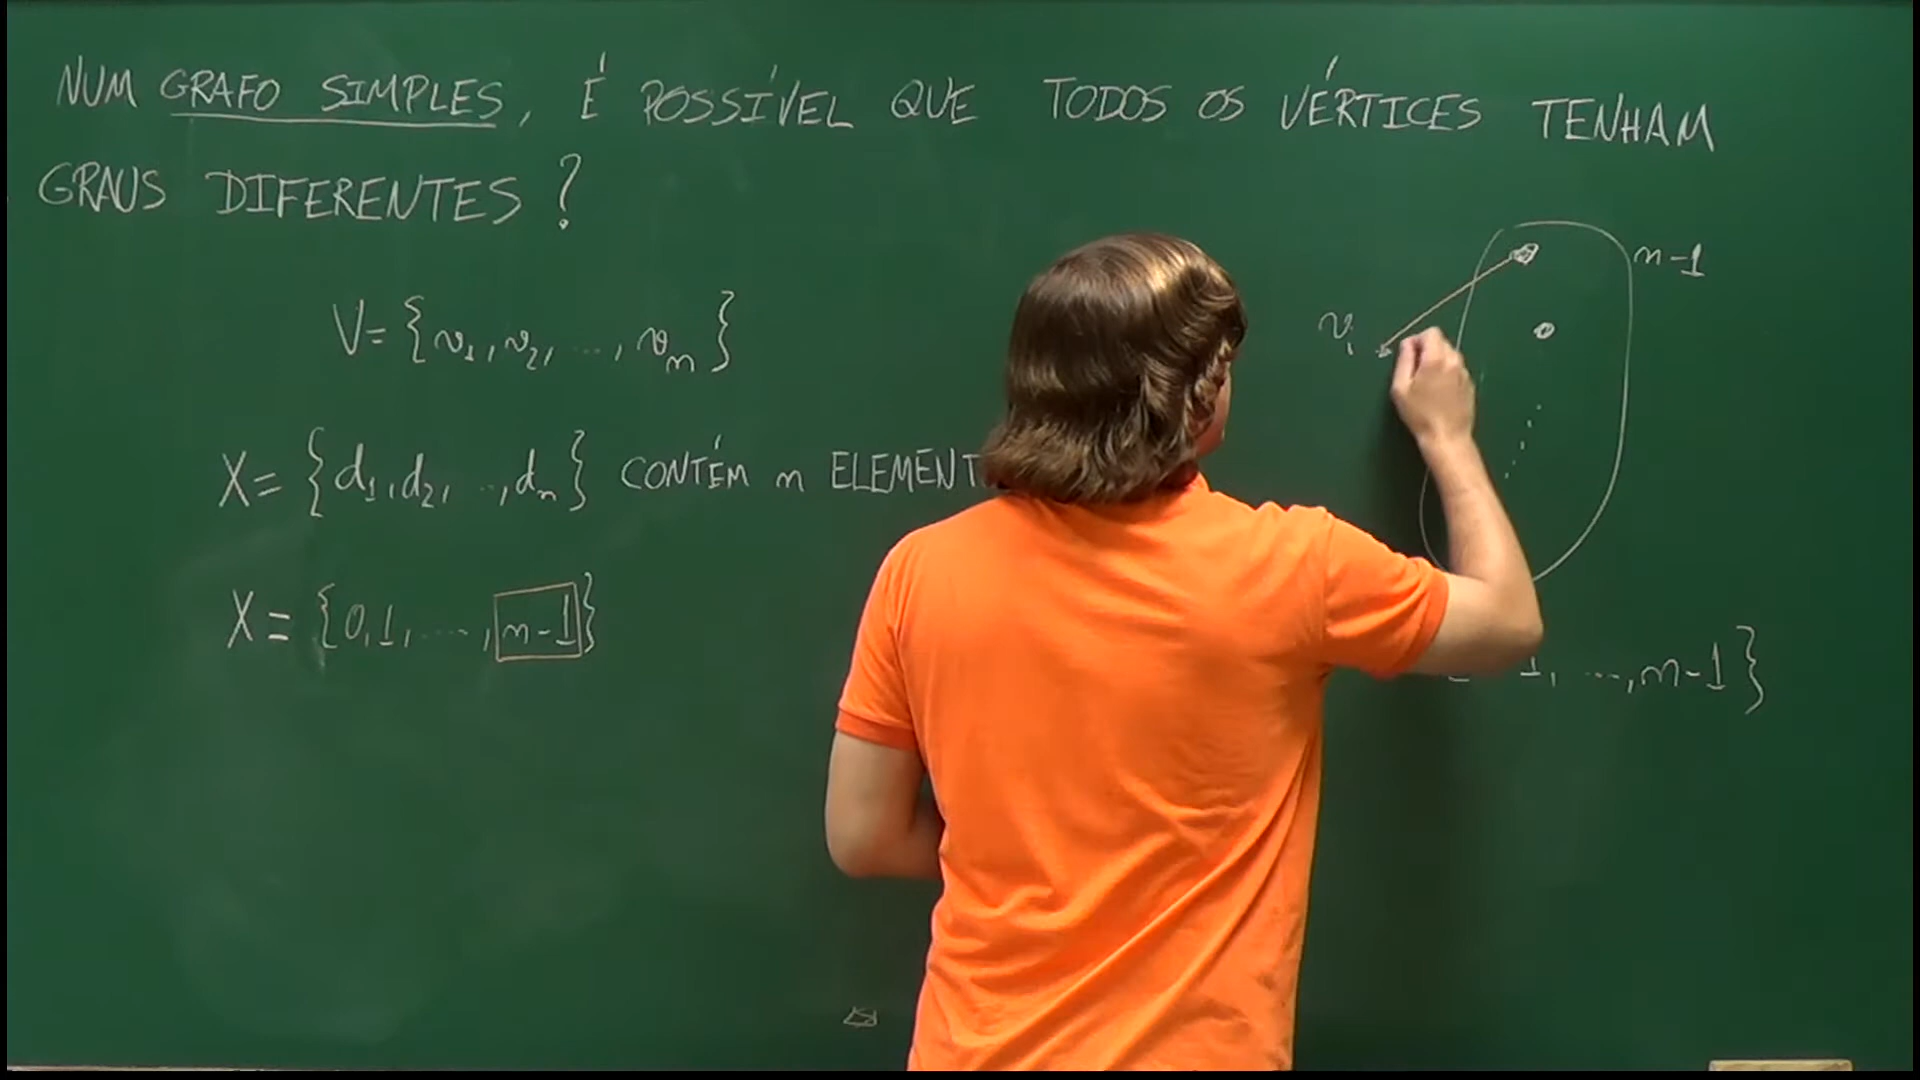 NUM GRAFO SIMPLES, É POSSÍVEL QUE TODOS OS VÉRTICES TENHAM
GRAUS DIFERENTES?
V = {v₁, v₂, ..., vₙ}
X = {d₁, d₂, ..., dₙ} CONTÉM n
X = {0, 1, ..., n-1}
v₁
n-1
1, ..., n-1}